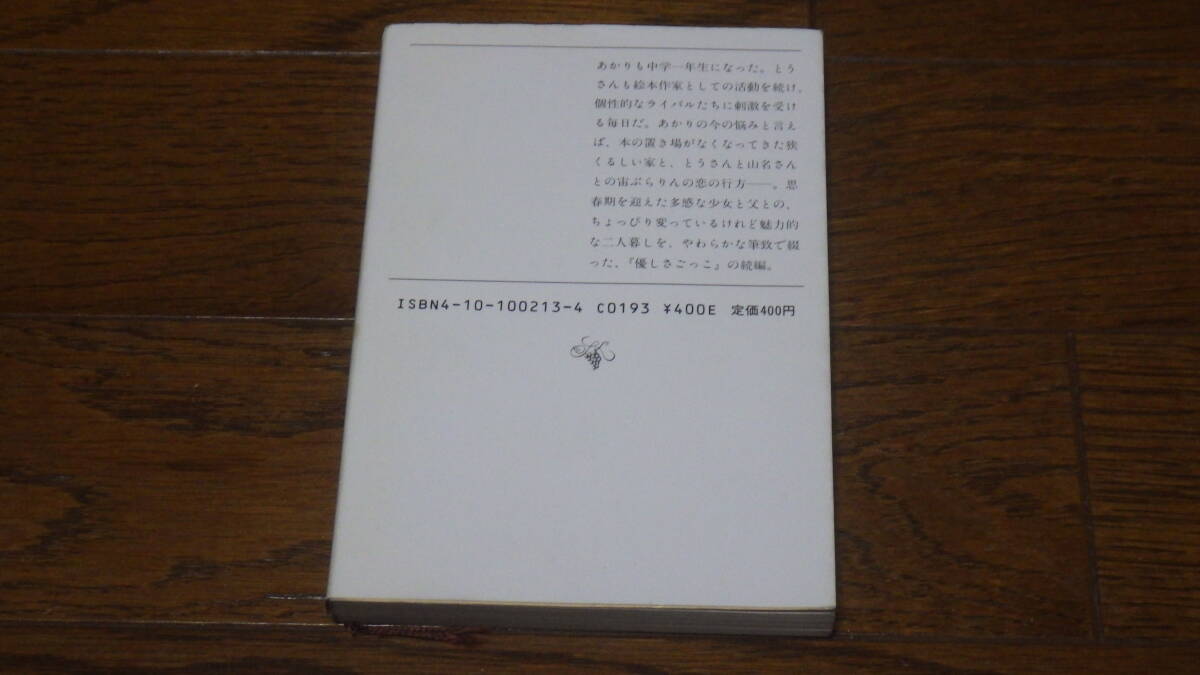 あかりも中学一年生になった。とう
さんも絵本作家としての活動を続け、
個性的なライバルたちに刺激を受け
る毎日だ。あかりの今の悩みと言え
ば、本の置き場がなくなってきた狭
くるしい家と、とうさんと山名さん
との宙ぶらりんの恋の行方――。思
春期を迎えた多感な少女と父との、
ちょっぴり変っているけれど魅力的
な二人暮しを、やわらかな筆致で綴
った、『優しさごっこ』の続編。
ISBN4-10-100213-4 C0193 ¥400E 定価400円